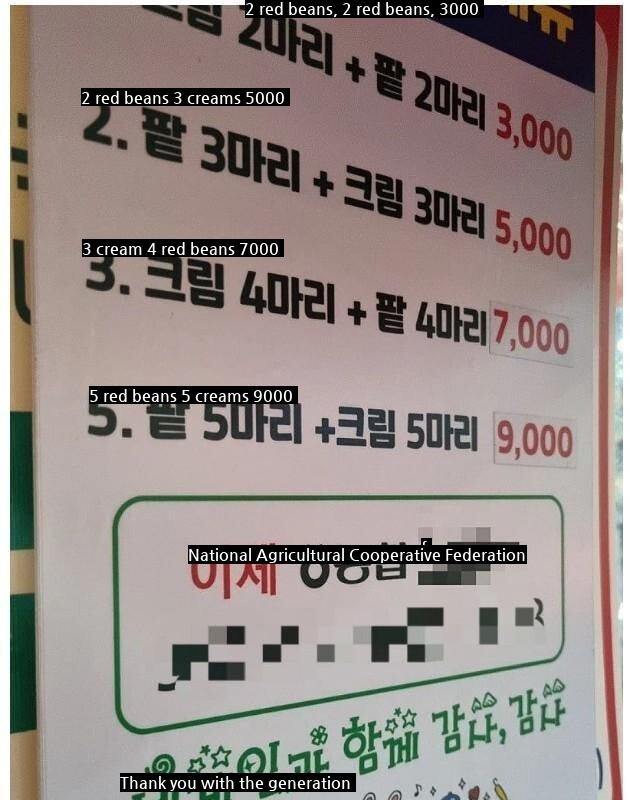 2 red beans, 2 red beans, 3000
크림 2마리 + 팥 2마리 3,000
2 red beans 3 creams 5000
2. 팥 3마리 + 크림 3마리 5,000
3 cream 4 red beans 7000
3. 크림 4마리 + 팥 4마리 7,000
5 red beans 5 creams 9000
5. 팥 5마리 +크림 5마리 9,000
National Agricultural Cooperative Federation
이제
함께 감사, 감사
Thank you with the generation